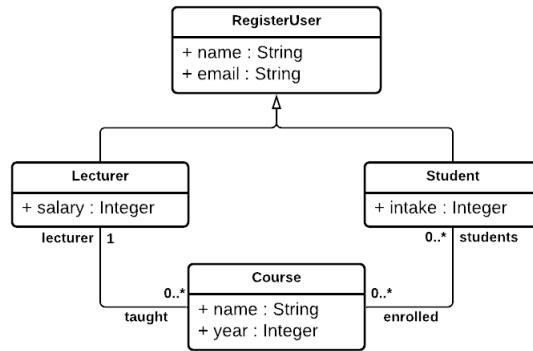 RegisterUser
+ name : String
+ email : String
Lecturer
+ salary : Integer
Student
+ intake : Integer
lecturer 1
0..* students
Course
+ name : String
+ year : Integer
0..*
taught
0..*
enrolled